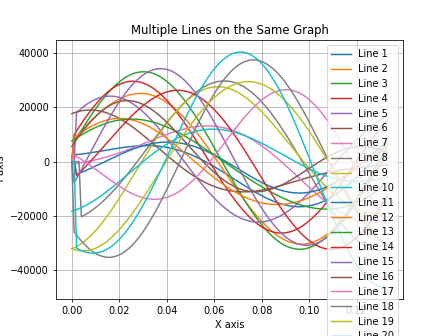 Multiple Lines on the Same Graph
40000
20000
0
−20000
−40000
0.00
0.02
0.04
0.06
0.08
0.10
X axis
Line 1
Line 2
Line 3
Line 4
Line 5
Line 6
Line 7
Line 8
Line 9
Line 10
Line 11
Line 12
Line 13
Line 14
Line 15
Line 16
Line 17
Line 18
Line 19
Line 20